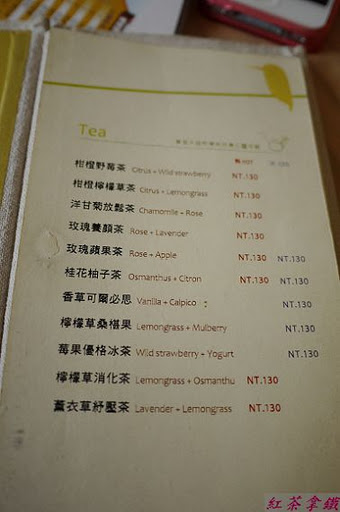 Tea
熱 HOT 冰 ICED
柑橙野莓茶 Citrus + Wild strawberry NT.130
柑橙檸檬草茶 Citrus + Lemongrass NT.130
洋甘菊放鬆茶 Chamomile + Rose NT.130
玫瑰養顏茶 Rose + Lavender NT.130
玫瑰蘋果茶 Rose + Apple NT.130 NT.130
桂花柚子茶 Osmanthus + Citron NT.130 NT.130
香草可爾必思 Vanilla + Calpico NT.130
檸檬草桑椹果 Lemongrass + Mulberry NT.130
莓果優格冰茶 Wild strawberry + Yogurt NT.130
檸檬草消化茶 Lemongrass + Osmanthu NT.130
薰衣草紓壓茶 Lavender + Lemongrass NT.130
紅茶拿鐵